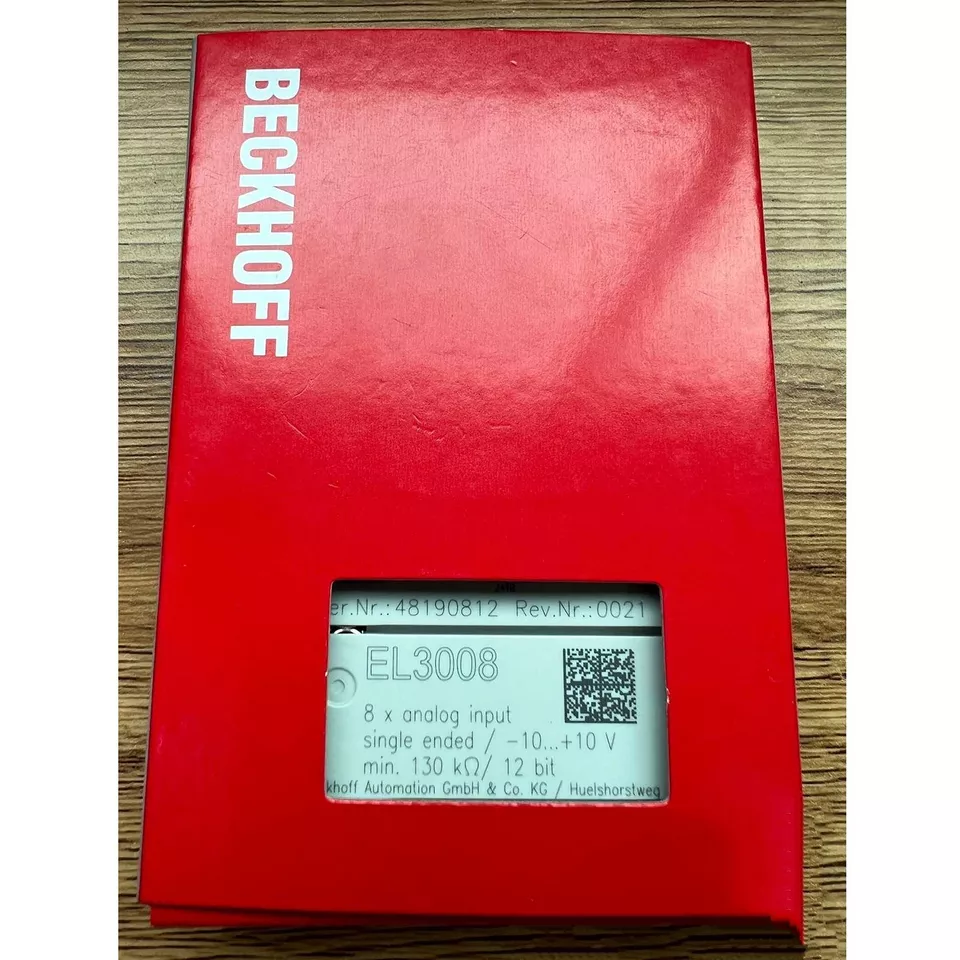 BECKHOFF
er.Nr.:48190812 Rev.Nr.:0021
EL3008
8 x analog input
single ended / -10...+10 V
min. 130 kΩ/ 12 bit
khoff Automation GmbH & Co. KG / Huelshorstweg